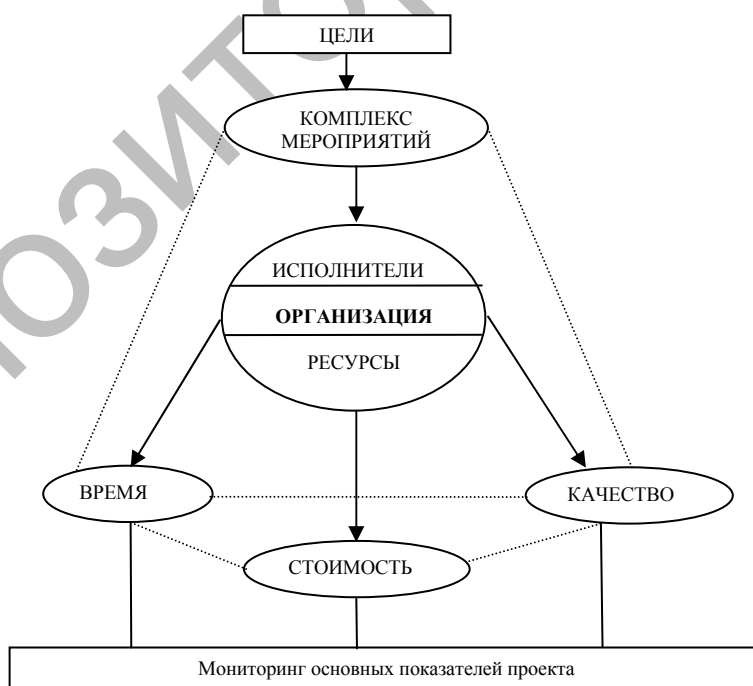 ЦЕЛИ
КОМПЛЕКС
МЕРОПРИЯТИЙ
ИСПОЛНИТЕЛИ
ОРГАНИЗАЦИЯ
РЕСУРСЫ
ВРЕМЯ
КАЧЕСТВО
СТОИМОСТЬ
Мониторинг основных показателей проекта